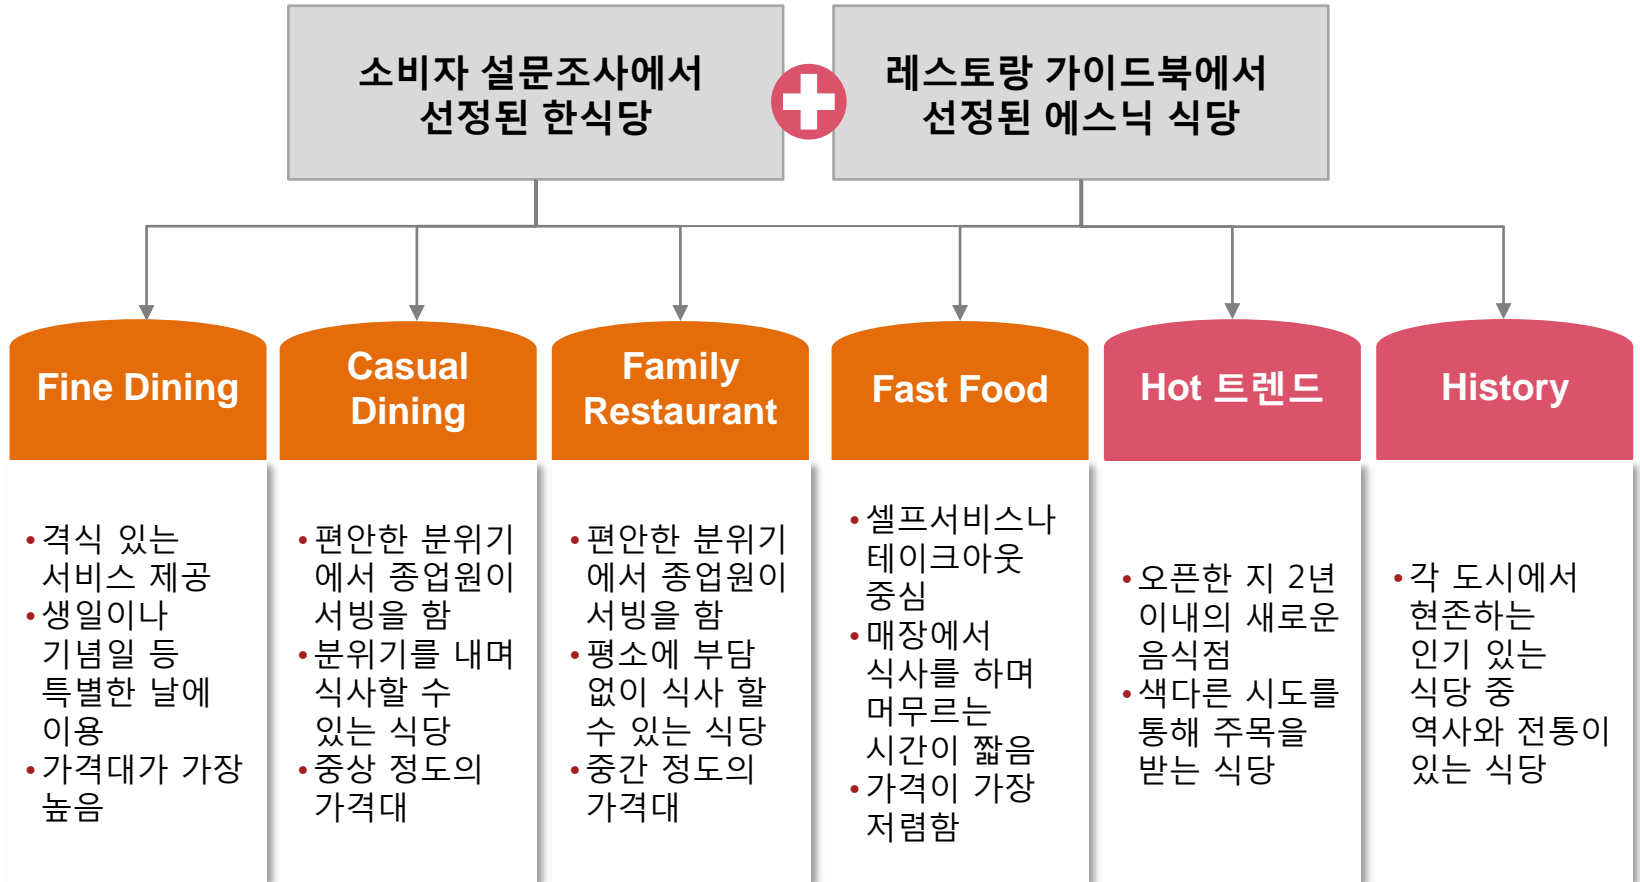 소비자 설문조사에서
선정된 한식당
레스토랑 가이드북에서
선정된 에스닉 식당
Fine Dining
• 격식 있는
서비스 제공
• 생일이나
기념일 등
특별한 날에
이용
• 가격대가 가장
높음
Casual
Dining
• 편안한 분위기
에서 종업원이
서빙을 함
• 분위기를 내며
식사할 수
있는 식당
• 중상 정도의
가격대
Family
Restaurant
• 편안한 분위기
에서 종업원이
서빙을 함
• 평소에 부담
없이 식사 할
수 있는 식당
• 중간 정도의
가격대
Fast Food
• 셀프서비스나
테이크아웃
중심
• 매장에서
식사를 하며
머무르는
시간이 짧음
• 가격이 가장
저렴함
Hot 트렌드
• 오픈한 지 2년
이내의 새로운
음식점
• 색다른 시도를
통해 주목을
받는 식당
History
• 각 도시에서
현존하는
인기 있는
식당 중
역사와 전통이
있는 식당